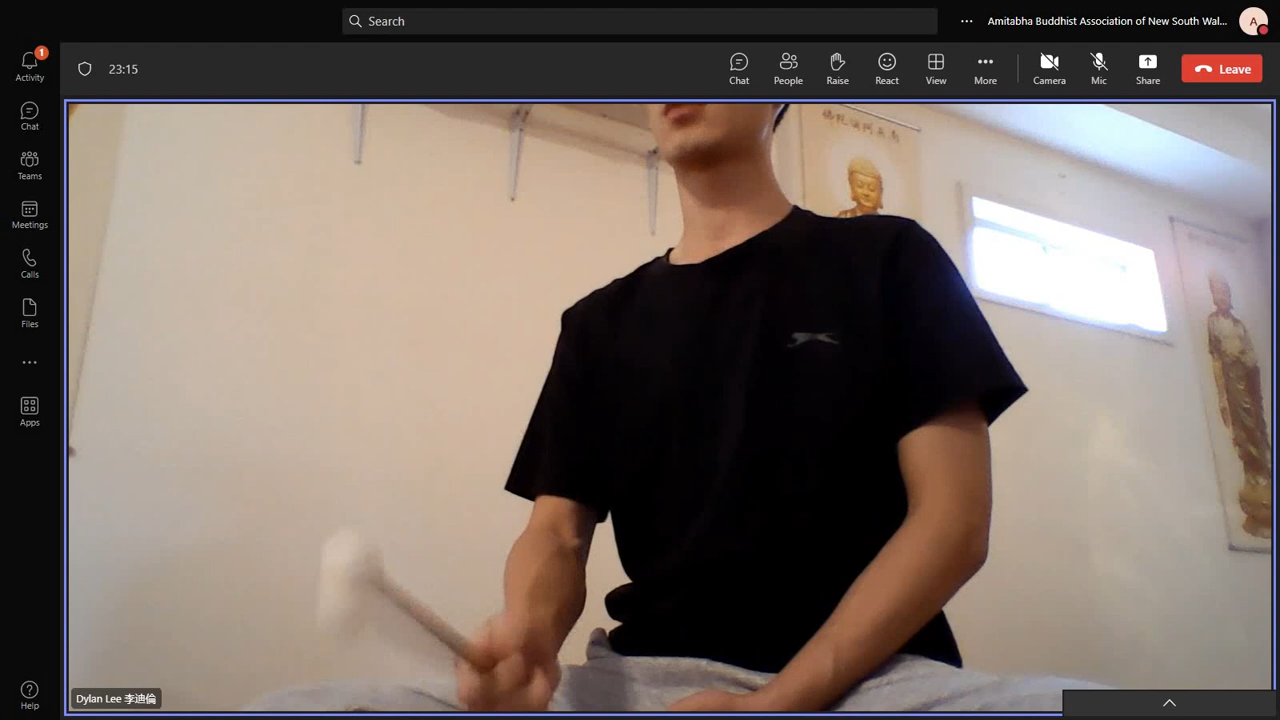 Search
Amitabha Buddhist Association of New South Wal...
A
1
Activity
Chat
Teams
Meetings
Calls
Files
Apps
Help
23:15
Chat
People
Raise
React
View
More
Camera
Mic
Share
Leave
Dylan Lee 李迪倫